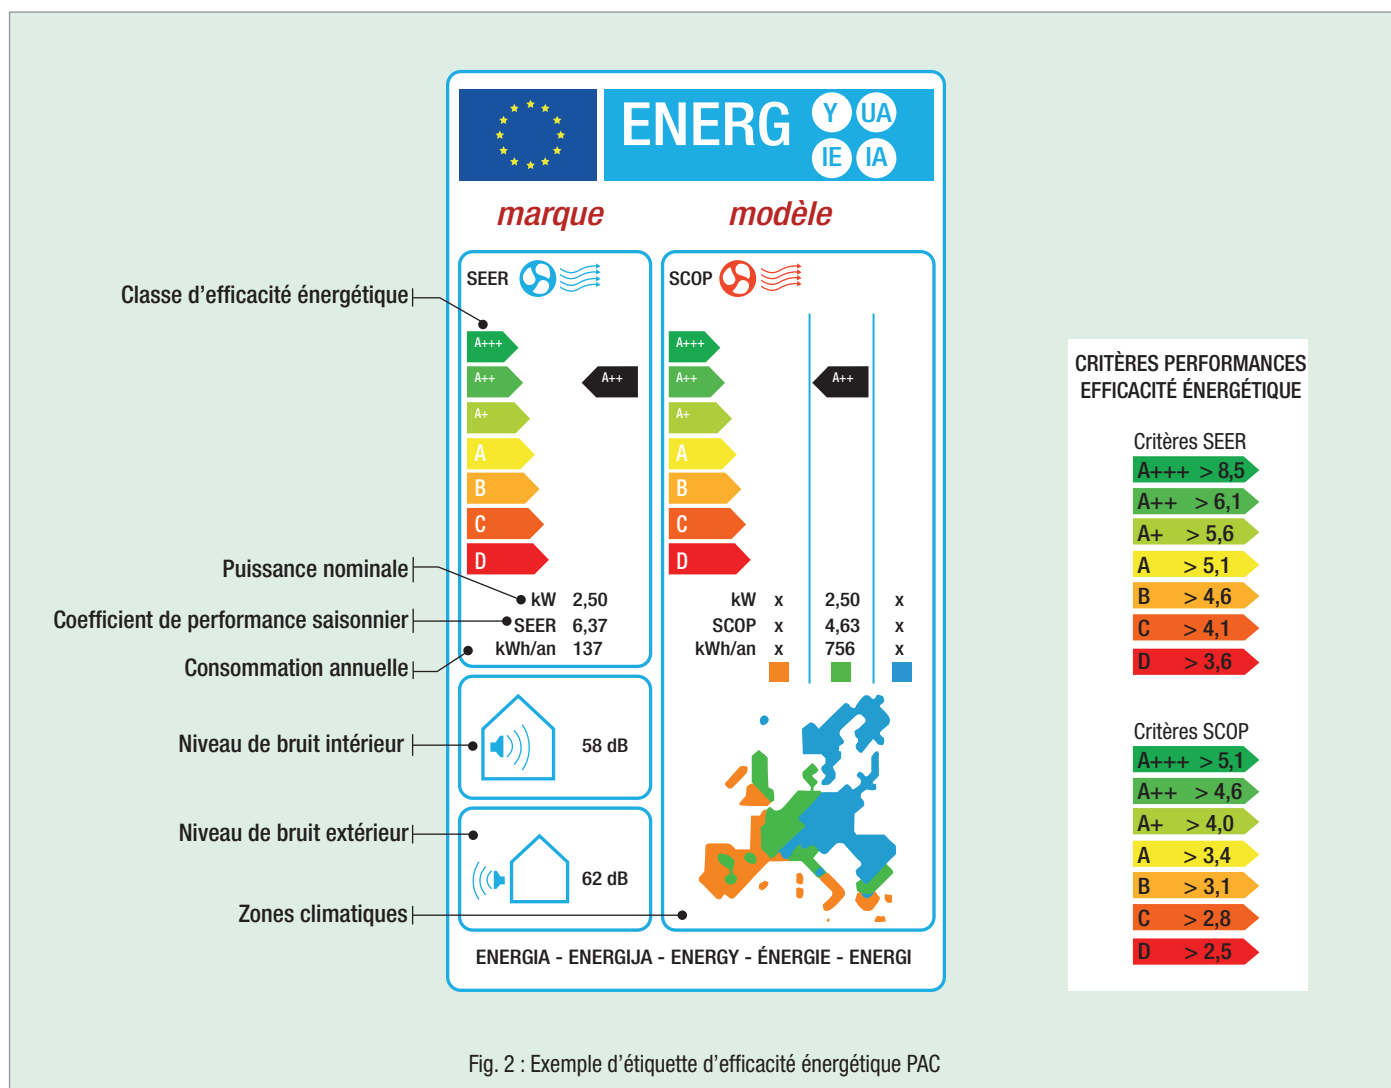 ENERG
Y UA
IE IA
marque modèle
SEER
SCOP
Classe d'efficacité énergétique
A+++
A++
A+
A
B
C
D
A++
A+++
A++
A+
A
B
C
D
A++
Puissance nominale
Coefficient de performance saisonnier
Consommation annuelle
kW 2,50
SEER 6,37
kWh/an 137
kW x 2,50 x
SCOP x 4,63 x
kWh/an x 756 x
Niveau de bruit intérieur
58 dB
Niveau de bruit extérieur
62 dB
Zones climatiques
ENERGIA - ENERGIJA - ENERGY - ÉNERGIE - ENERGI
CRITÈRES PERFORMANCES
EFFICACITÉ ÉNERGÉTIQUE
Critères SEER
A+++ > 8,5
A++ > 6,1
A+ > 5,6
A > 5,1
B > 4,6
C > 4,1
D > 3,6
Critères SCOP
A+++ > 5,1
A++ > 4,6
A+ > 4,0
A > 3,4
B > 3,1
C > 2,8
D > 2,5
Fig. 2 : Exemple d'étiquette d'efficacité énergétique PAC